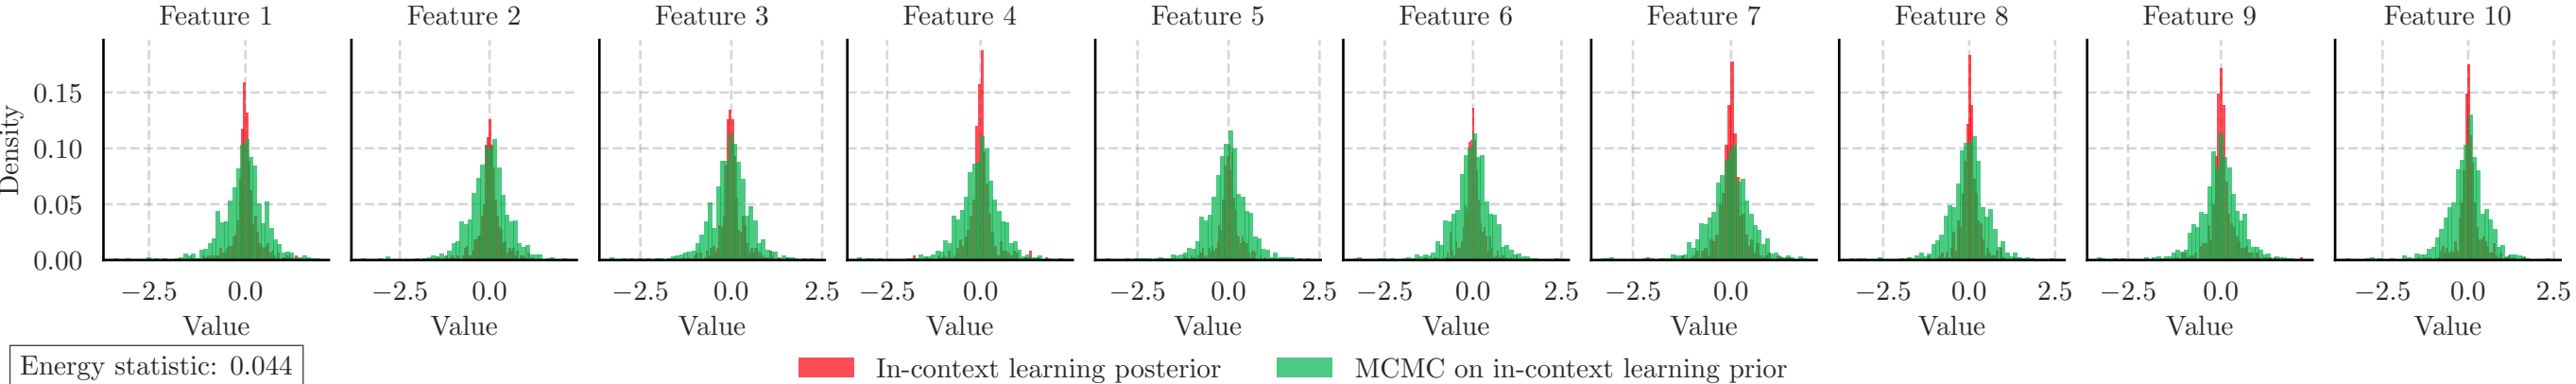 Feature 1 Feature 2 Feature 3 Feature 4 Feature 5 Feature 6 Feature 7 Feature 8 Feature 9 Feature 10
Density
0.15
0.10
0.05
0.00
−2.5 0.0 −2.5 0.0 −2.5 0.0 2.5 −2.5 0.0 −2.5 0.0 2.5 −2.5 0.0 2.5 −2.5 0.0 −2.5 0.0 2.5 −2.5 0.0 −2.5 0.0 2.5
Value Value Value Value Value Value Value Value Value Value
Energy statistic: 0.044
In-context learning posterior MCMC on in-context learning prior